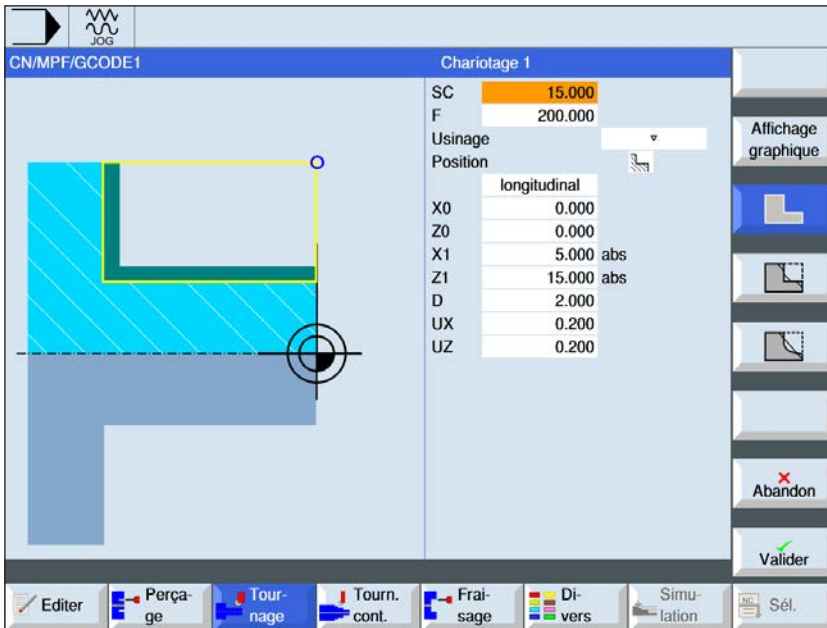 JOG
CN/MPF/GCODE1
Chariotage 1
SC 15.000
F 200.000
Usinage ▿
Position
longitudinal
X0 0.000
Z0 0.000
X1 5.000 abs
Z1 15.000 abs
D 2.000
UX 0.200
UZ 0.200
Affichage
graphique
Abandon
Valider
Editer
Perça-
ge
Tour-
nage
Tourn.
cont.
Frai-
sage
Di-
vers
Simu-
lation
NC
Sél.